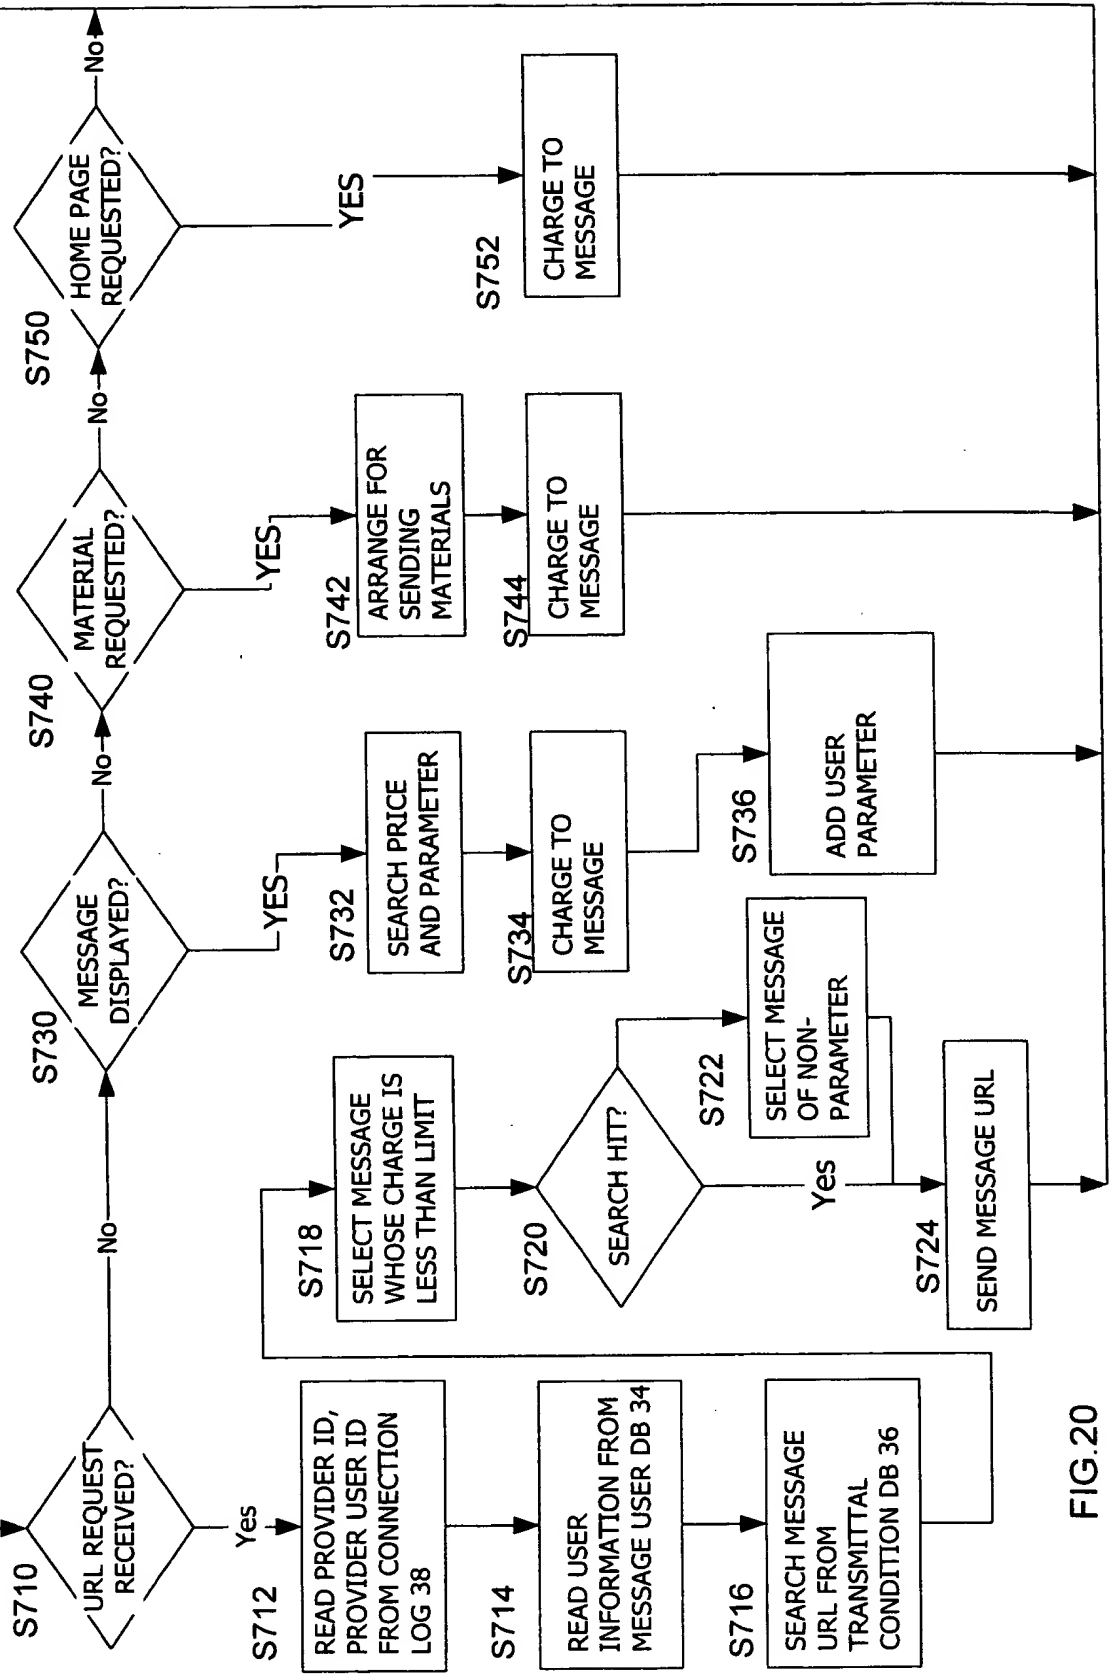 S710
URL REQUEST
RECEIVED?
Yes
No
S712
READ PROVIDER ID,
PROVIDER USER ID
FROM CONNECTION
LOG 38
S714
READ USER
INFORMATION FROM
MESSAGE USER DB 34
S716
SEARCH MESSAGE
URL FROM
TRANSMITTAL
CONDITION DB 36
S718
SELECT MESSAGE
WHOSE CHARGE IS
LESS THAN LIMIT
S720
SEARCH HIT?
Yes
S722
SELECT MESSAGE
OF NON-
PARAMETER
S724
SEND MESSAGE URL
S730
MESSAGE
DISPLAYED?
No
YES
S732
SEARCH PRICE
AND PARAMETER
S734
CHARGE TO
MESSAGE
S736
ADD USER
PARAMETER
S740
MATERIAL
REQUESTED?
No
YES
S742
ARRANGE FOR
SENDING
MATERIALS
S744
CHARGE TO
MESSAGE
S750
HOME PAGE
REQUESTED?
No
YES
S752
CHARGE TO
MESSAGE
FIG.20